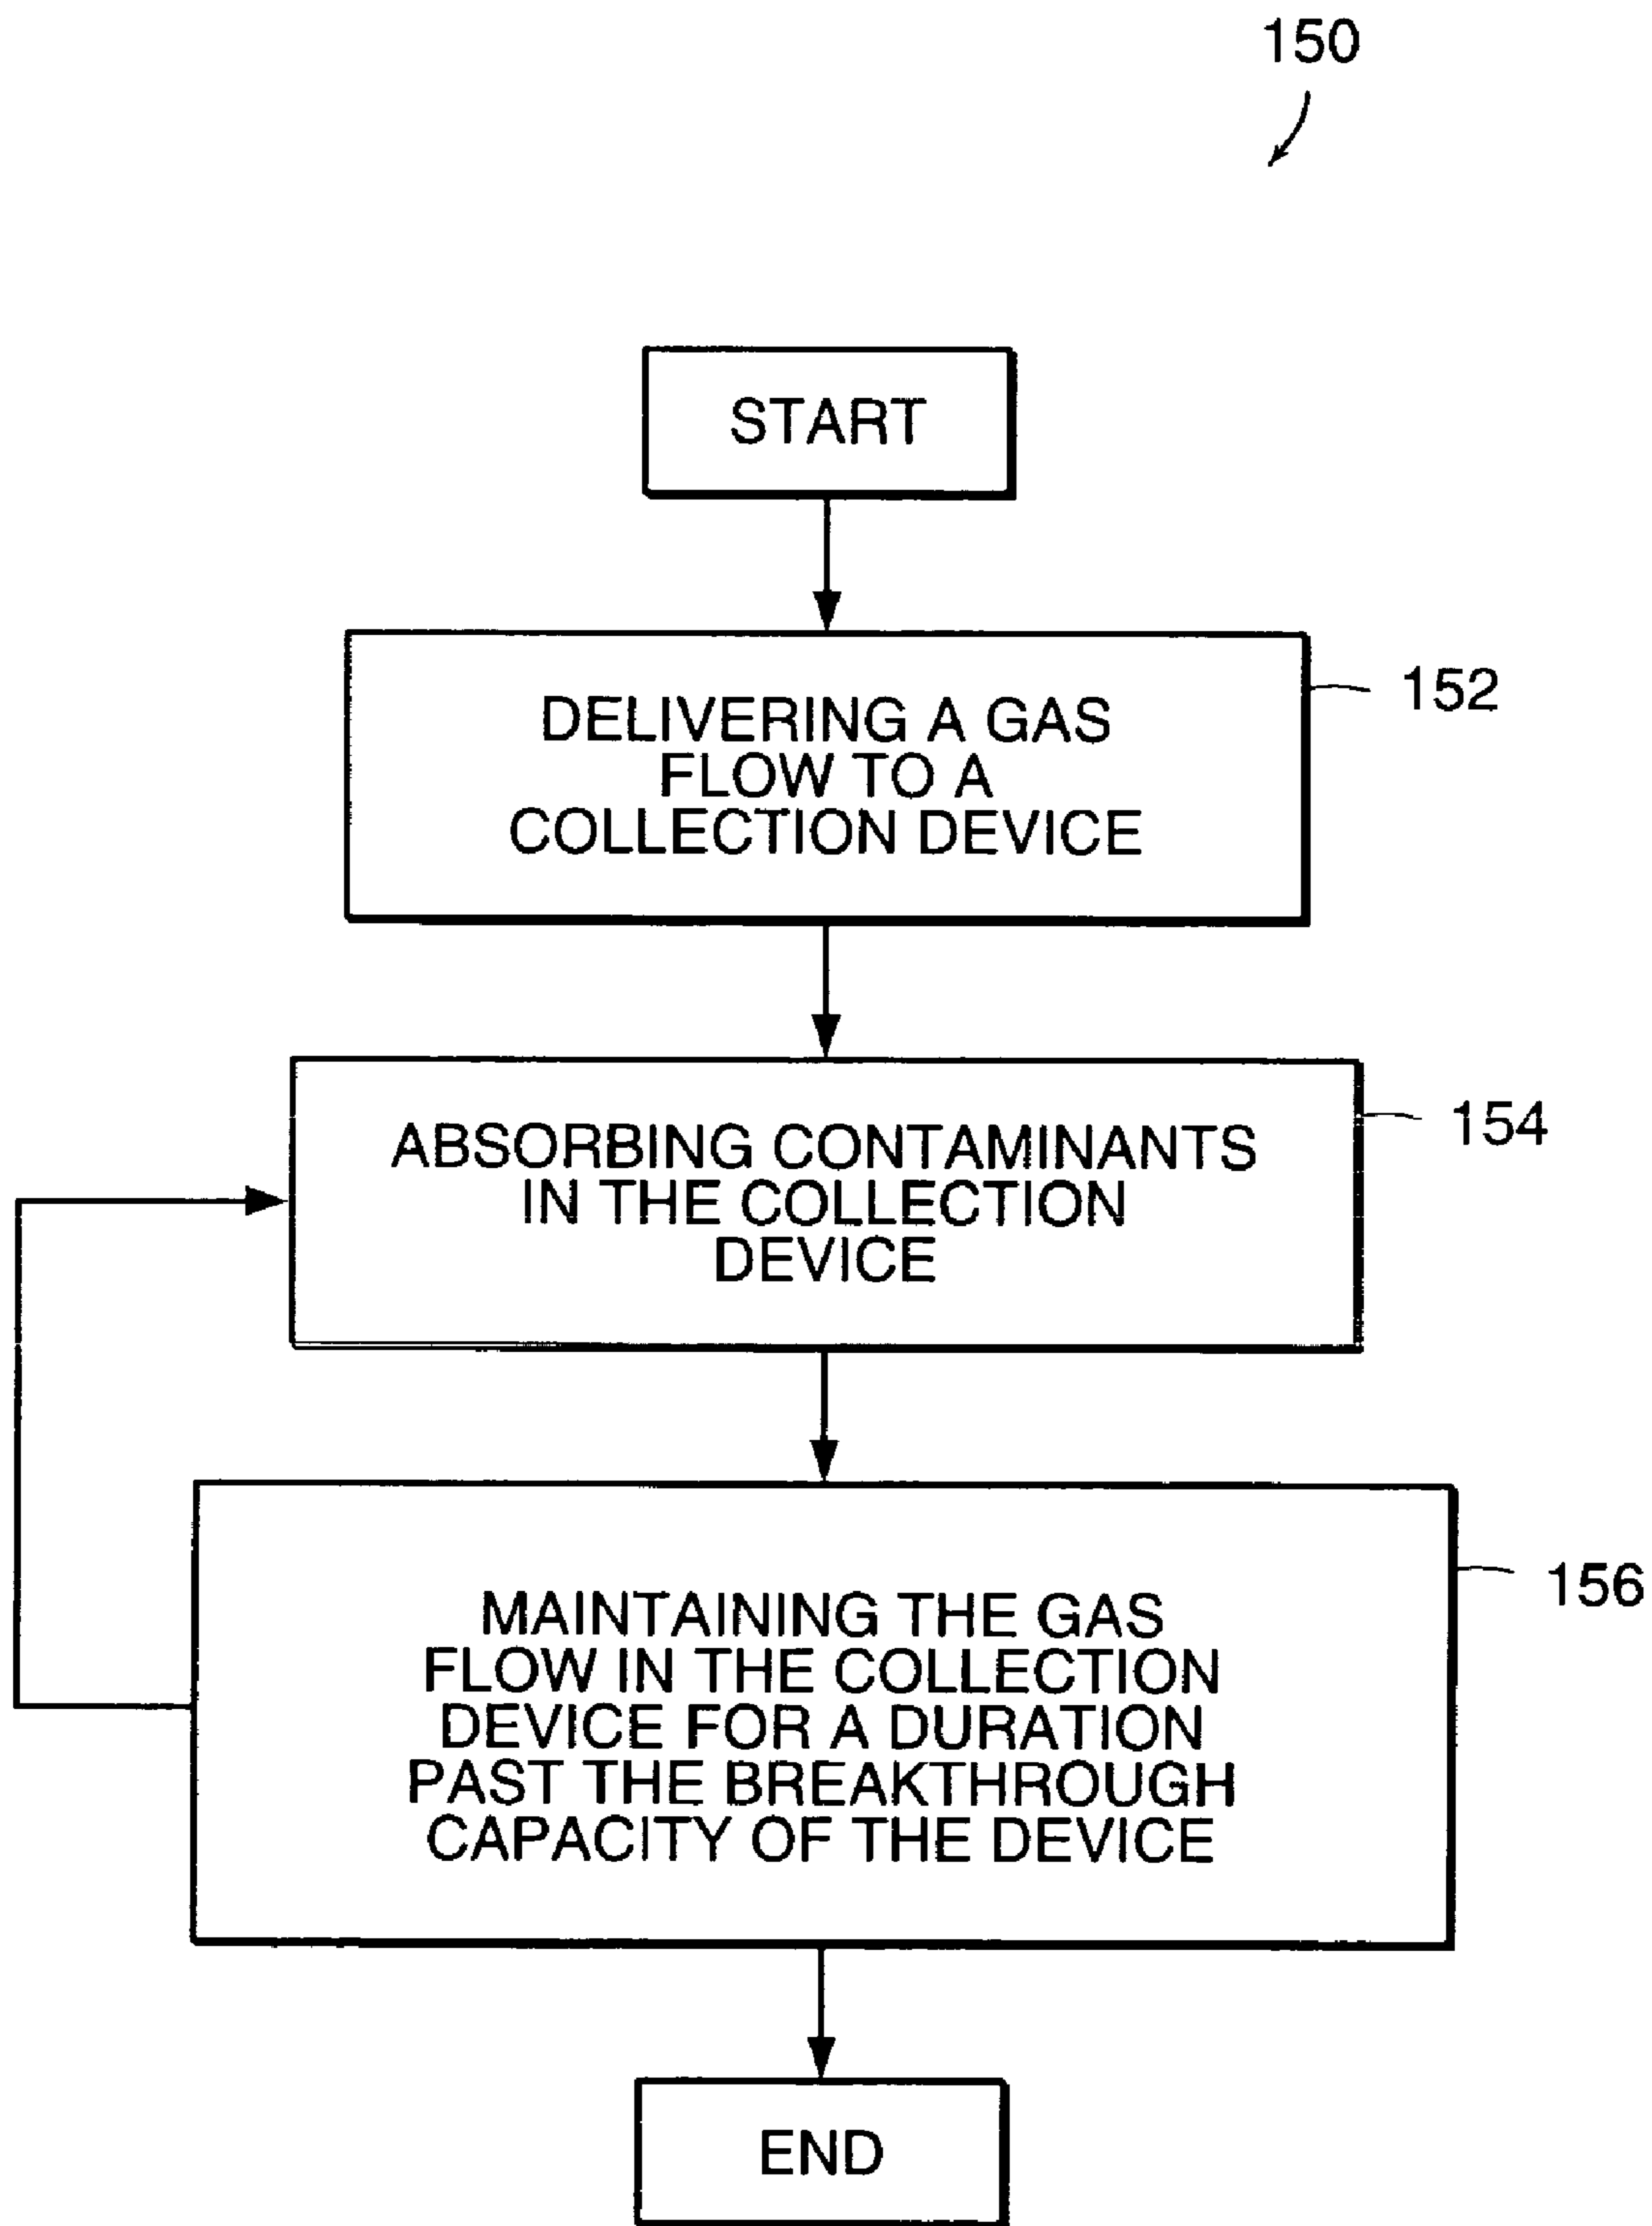 150
START
DELIVERING A GAS
FLOW TO A
COLLECTION DEVICE
152
ABSORBING CONTAMINANTS
IN THE COLLECTION
DEVICE
154
MAINTAINING THE GAS
FLOW IN THE COLLECTION
DEVICE FOR A DURATION
PAST THE BREAKTHROUGH
CAPACITY OF THE DEVICE
156
END